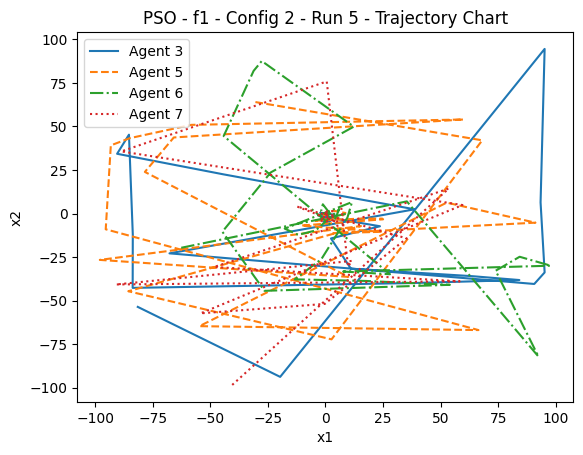 PSO - f1 - Config 2 - Run 5 - Trajectory Chart
Agent 3
Agent 5
Agent 6
Agent 7
x2
100
75
50
25
0
−25
−50
−75
−100
−100
−75
−50
−25
0
25
50
75
100
x1